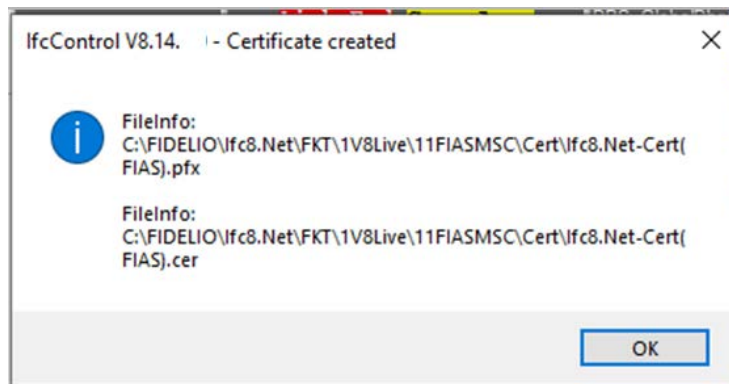 IfcControl V8.14. - Certificate created
FileInfo:
C:\FIDELIO\Ifc8.Net\FKT\1V8Live\11FIASMSC\Cert\Ifc8.Net-Cert(
FIAS).pfx
FileInfo:
C:\FIDELIO\Ifc8.Net\FKT\1V8Live\11FIASMSC\Cert\Ifc8.Net-Cert(
FIAS).cer
OK